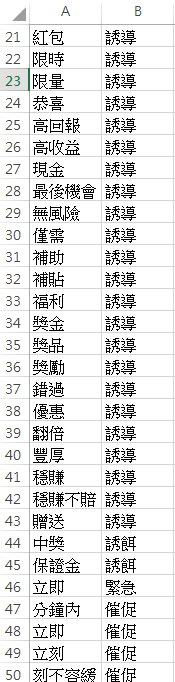 A B
21 紅包 誘導
22 限時 誘導
23 限量 誘導
24 恭喜 誘導
25 高回報 誘導
26 高收益 誘導
27 現金 誘導
28 最後機會 誘導
29 無風險 誘導
30 僅需 誘導
31 補助 誘導
32 補貼 誘導
33 福利 誘導
34 獎金 誘導
35 獎品 誘導
36 獎勵 誘導
37 錯過 誘導
38 優惠 誘導
39 翻倍 誘導
40 豐厚 誘導
41 穩賺 誘導
42 穩賺不賠 誘導
43 贈送 誘導
44 中獎 誘餌
45 保證金 誘餌
46 立即 緊急
47 分鐘內 催促
48 立即 催促
49 立刻 催促
50 刻不容緩 催促